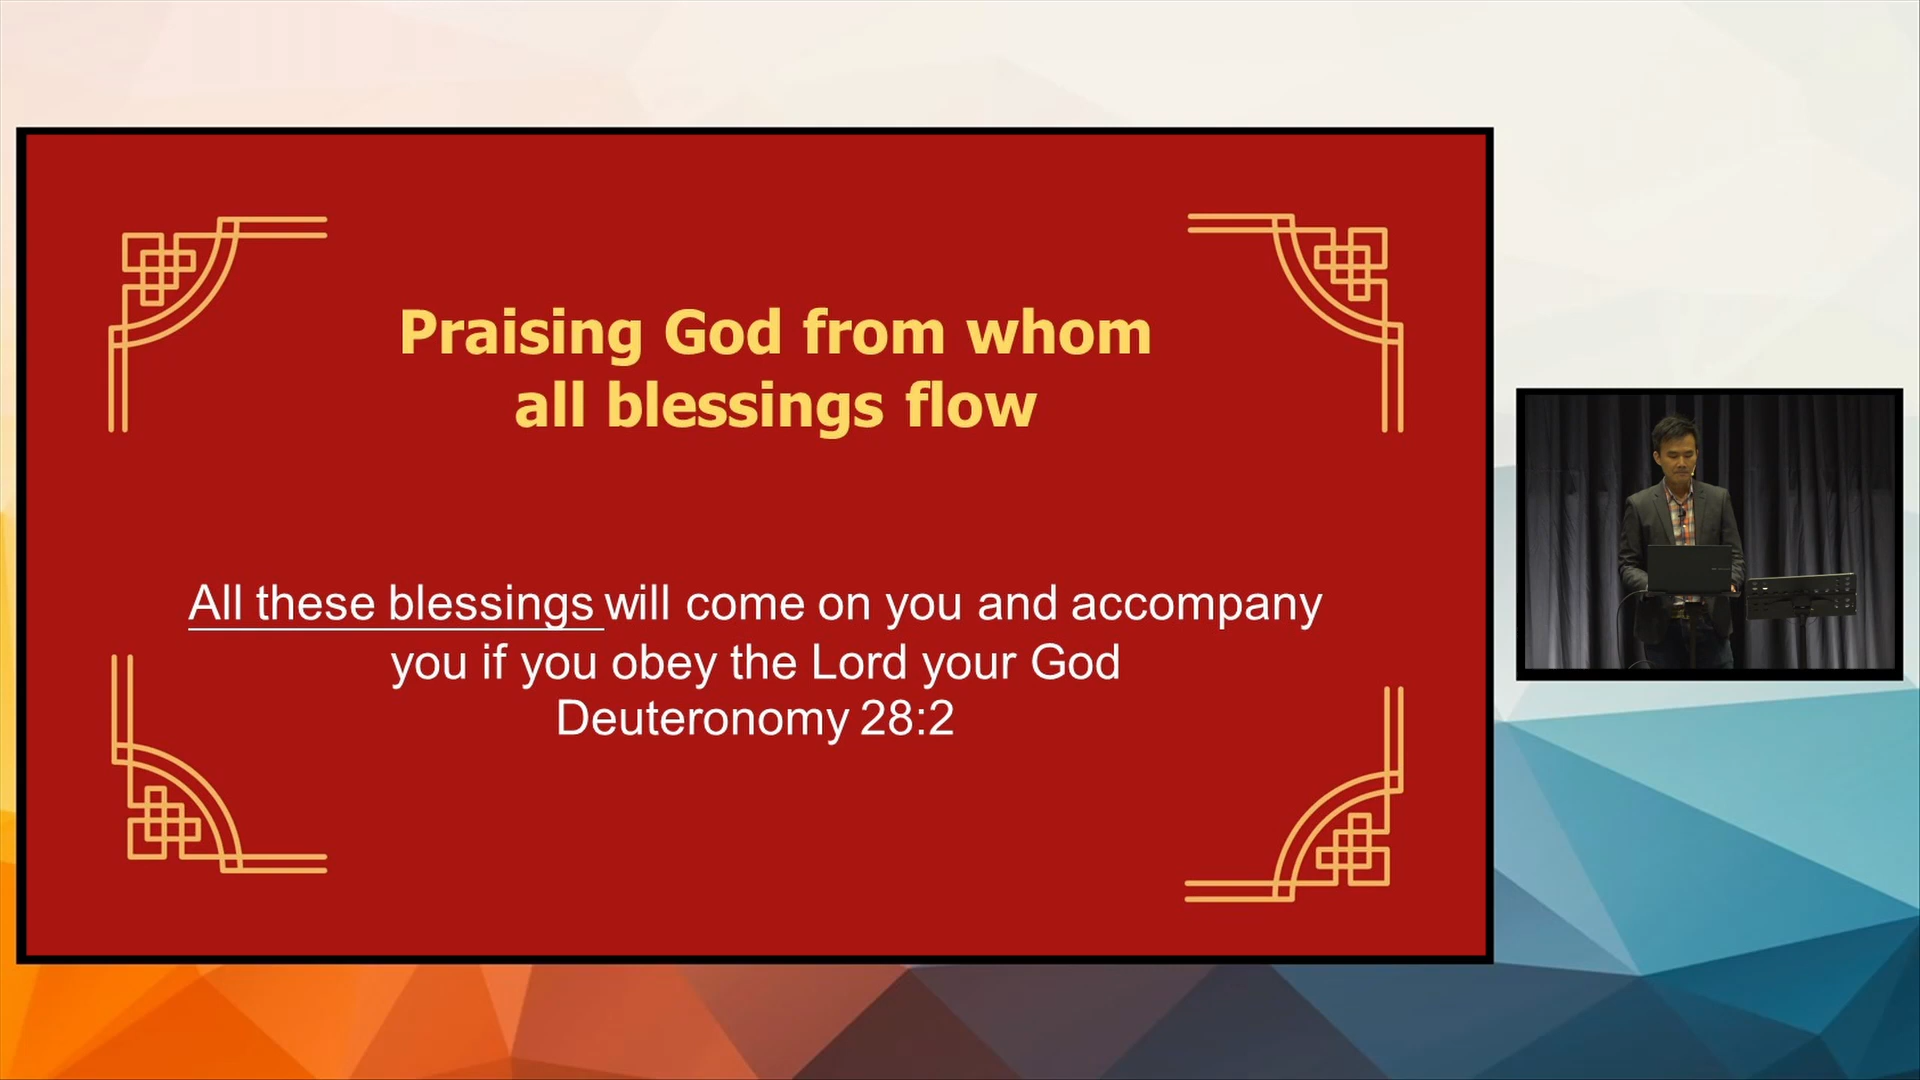 Praising God from whom
all blessings flow
All these blessings will come on you and accompany
you if you obey the Lord your God
Deuteronomy 28:2